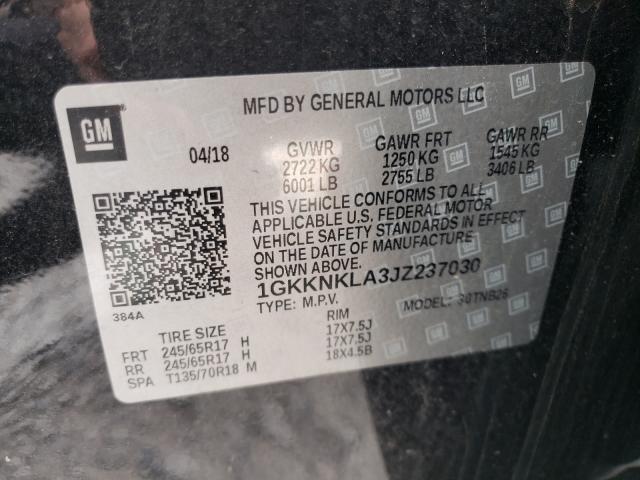 GM
MFD BY GENERAL MOTORS LLC
04/18
GVWR GAWR FRT GAWR RR
2722 KG 1250 KG 1545 KG
6001 LB 2755 LB 3406 LB
THIS VEHICLE CONFORMS TO ALL
APPLICABLE U.S. FEDERAL MOTOR
VEHICLE SAFETY STANDARDS IN EFFECT
ON THE DATE OF MANUFACTURE
SHOWN ABOVE.
1GKKNKLA3JZ237030
TYPE: M.P.V. MODEL:
384A
TIRE SIZE RIM
FRT 245/65R17 H 17X7.5J
RR 245/65R17 H 17X7.5J
SPA T135/70R18 M 18X4.5B